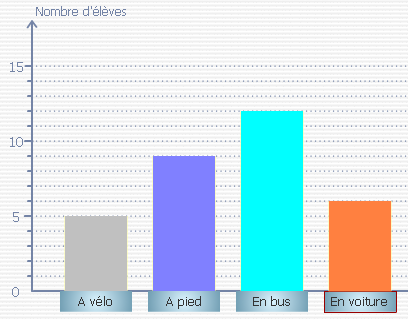 Nombre d'élèves
15
10
5
0
A vélo
A pied
En bus
En voiture